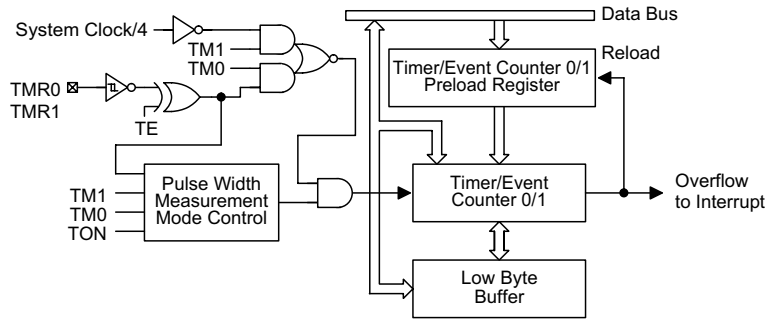 Data Bus
System Clock/4
TM1
TM0
Timer/Event Counter 0/1
Preload Register
Reload
TMR0
TMR1
TE
Pulse Width
Measurement
Mode Control
TM1
TM0
TON
Timer/Event
Counter 0/1
Overflow
to Interrupt
Low Byte
Buffer